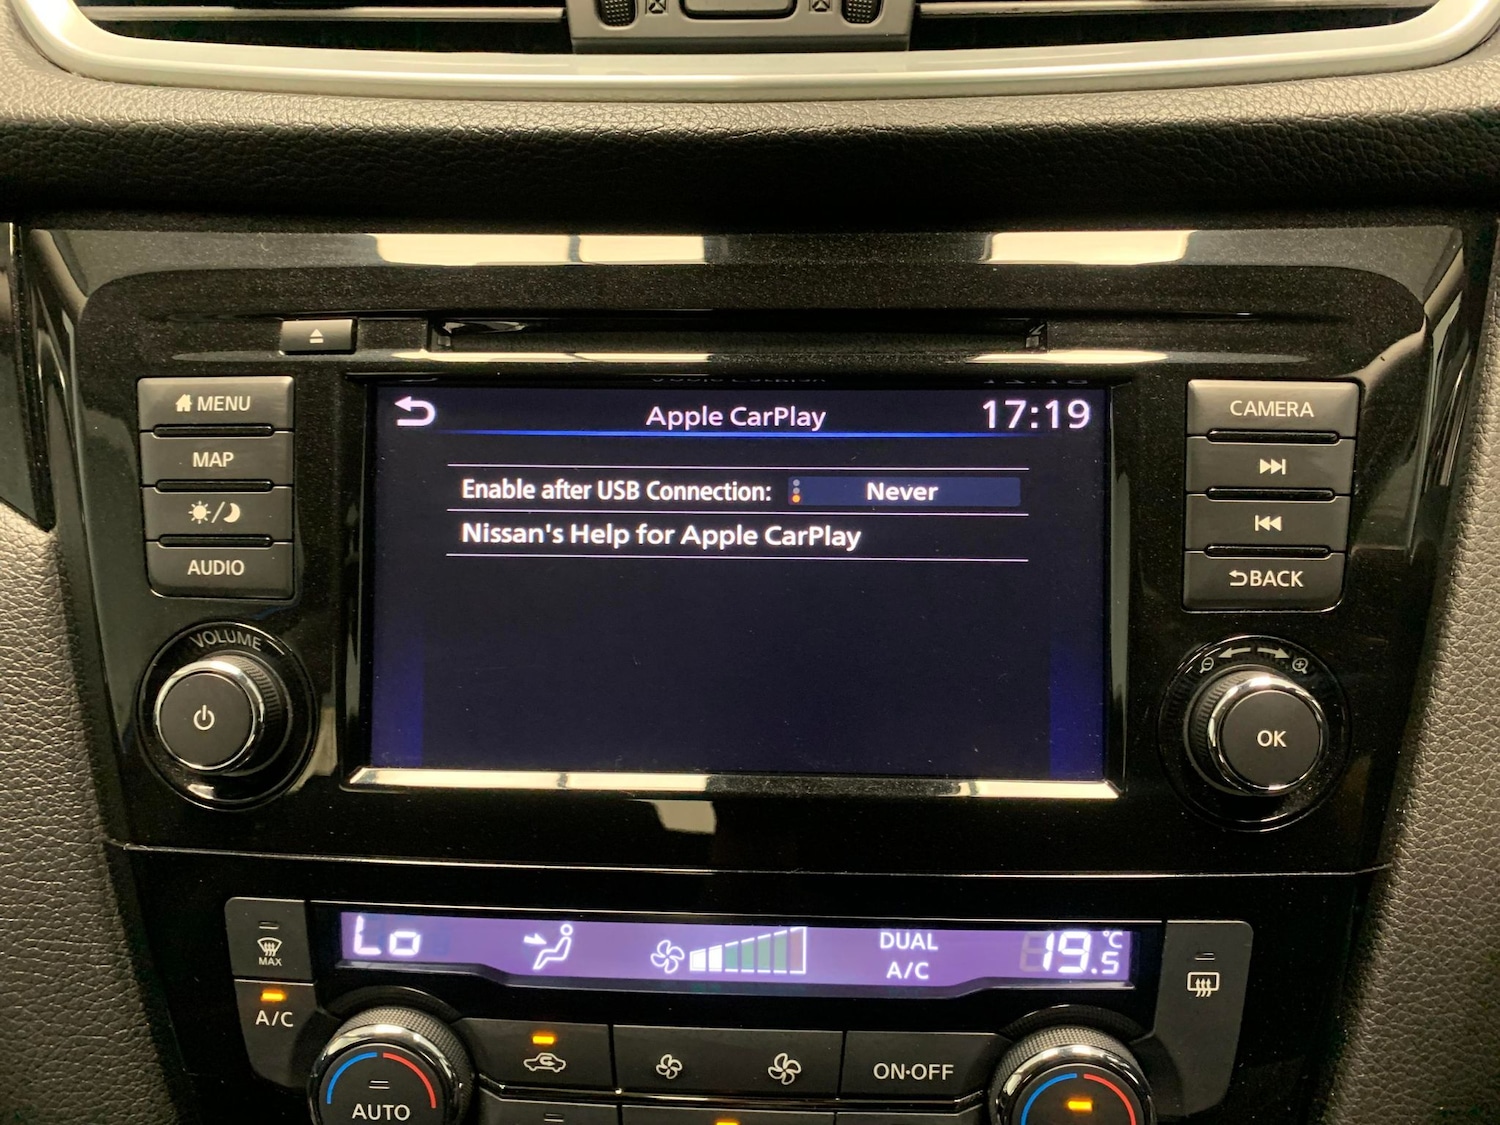 MENU
MAP
AUDIO
VOLUME
Apple CarPlay
17:19
Enable after USB Connection: Never
Nissan's Help for Apple CarPlay
CAMERA
BACK
OK
Lo
DUAL
A/C
19.5 °C
MAX
A/C
AUTO
ON·OFF